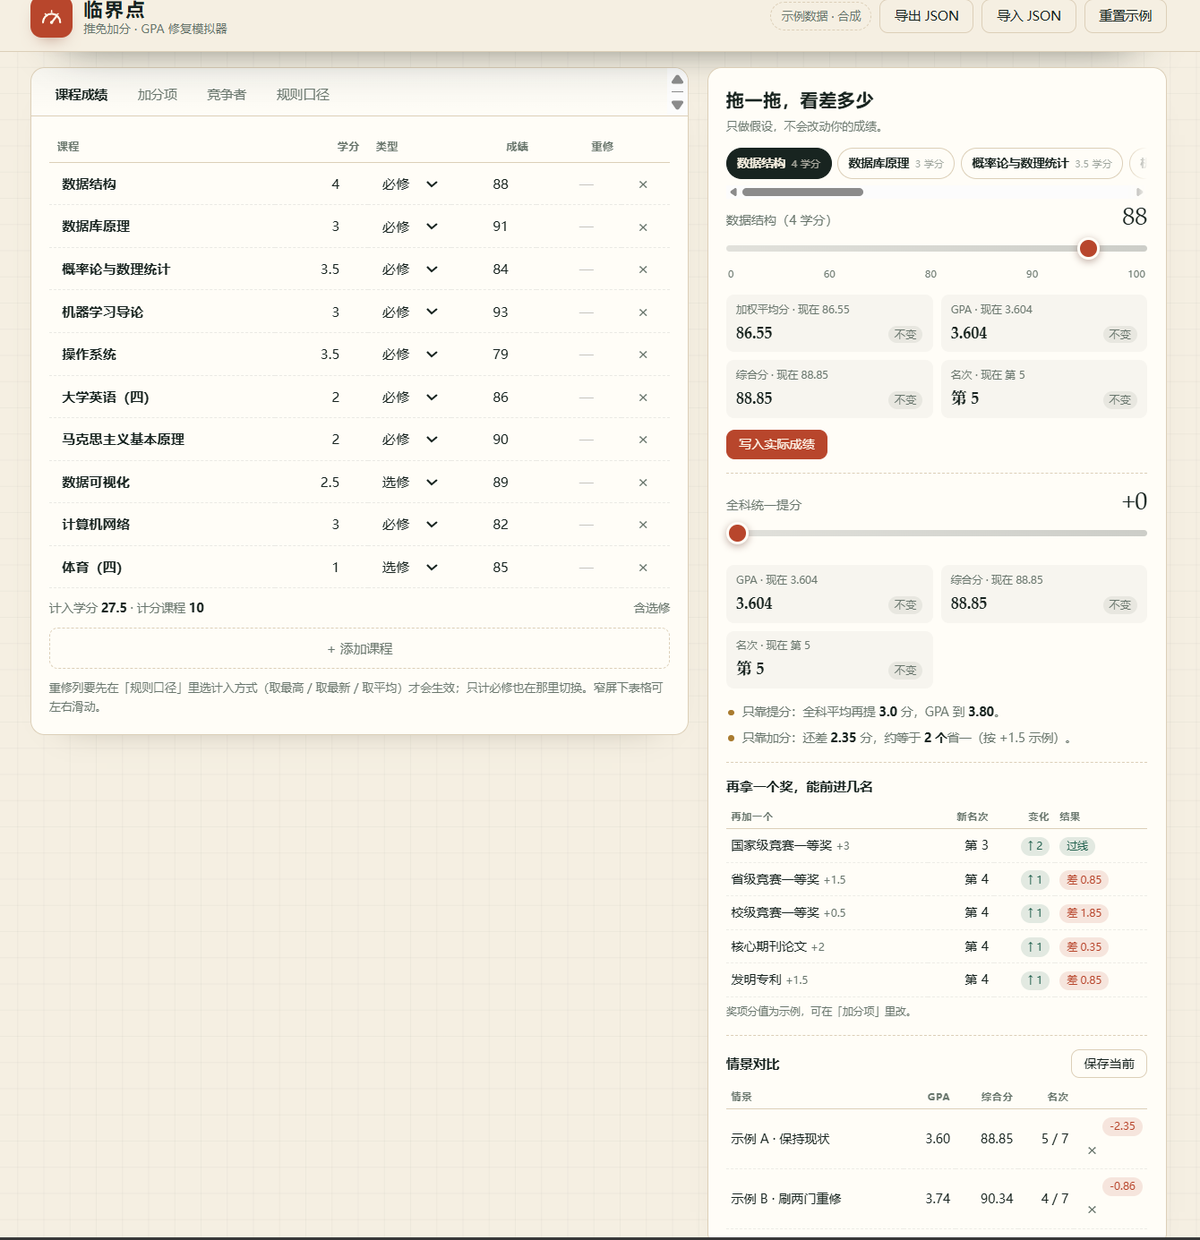 临界点
推免加分 · GPA 修复模拟器
示例数据 · 合成
导出 JSON
导入 JSON
重置示例
课程成绩 加分项 竞争者 规则口径
课程 学分 类型 成绩 重修
数据结构 4 必修 88 — ×
数据库原理 3 必修 91 — ×
概率论与数理统计 3.5 必修 84 — ×
机器学习导论 3 必修 93 — ×
操作系统 3.5 必修 79 — ×
大学英语（四） 2 必修 86 — ×
马克思主义基本原理 2 必修 90 — ×
数据可视化 2.5 选修 89 — ×
计算机网络 3 必修 82 — ×
体育（四） 1 选修 85 — ×
计入学分 27.5 · 计分课程 10 含选修
+ 添加课程
重修列要先在「规则口径」里选计入方式（取最高 / 取最新 / 取平均）才会生效；只计必修也在那里切换。窄屏下表格可
左右滑动。
拖一拖，看差多少
只做假设，不会改动你的成绩。
数据结构 4 学分 数据库原理 3 学分 概率论与数理统计 3.5 学分
数据结构（4 学分） 88
0 60 80 90 100
加权平均分 · 现在 86.55
86.55 不变
GPA · 现在 3.604
3.604 不变
综合分 · 现在 88.85
88.85 不变
名次 · 现在 第 5
第 5 不变
写入实际成绩
全科统一提分 +0
GPA · 现在 3.604
3.604 不变
综合分 · 现在 88.85
88.85 不变
名次 · 现在 第 5
第 5 不变
只靠提分：全科平均再提 3.0 分，GPA 到 3.80。
只靠加分：还差 2.35 分，约等于 2 个省一（按 +1.5 示例）。
再拿一个奖，能前进几名
再加一个 新名次 变化 结果
国家级竞赛一等奖 +3 第 3 ↑2 过线
省级竞赛一等奖 +1.5 第 4 ↑1 差 0.85
校级竞赛一等奖 +0.5 第 4 ↑1 差 1.85
核心期刊论文 +2 第 4 ↑1 差 0.35
发明专利 +1.5 第 4 ↑1 差 0.85
奖项分值为示例，可在「加分项」里改。
情景对比 保存当前
情景 GPA 综合分 名次
示例 A · 保持现状 3.60 88.85 5 / 7 -2.35 ×
示例 B · 刷两门重修 3.74 90.34 4 / 7 -0.86 ×